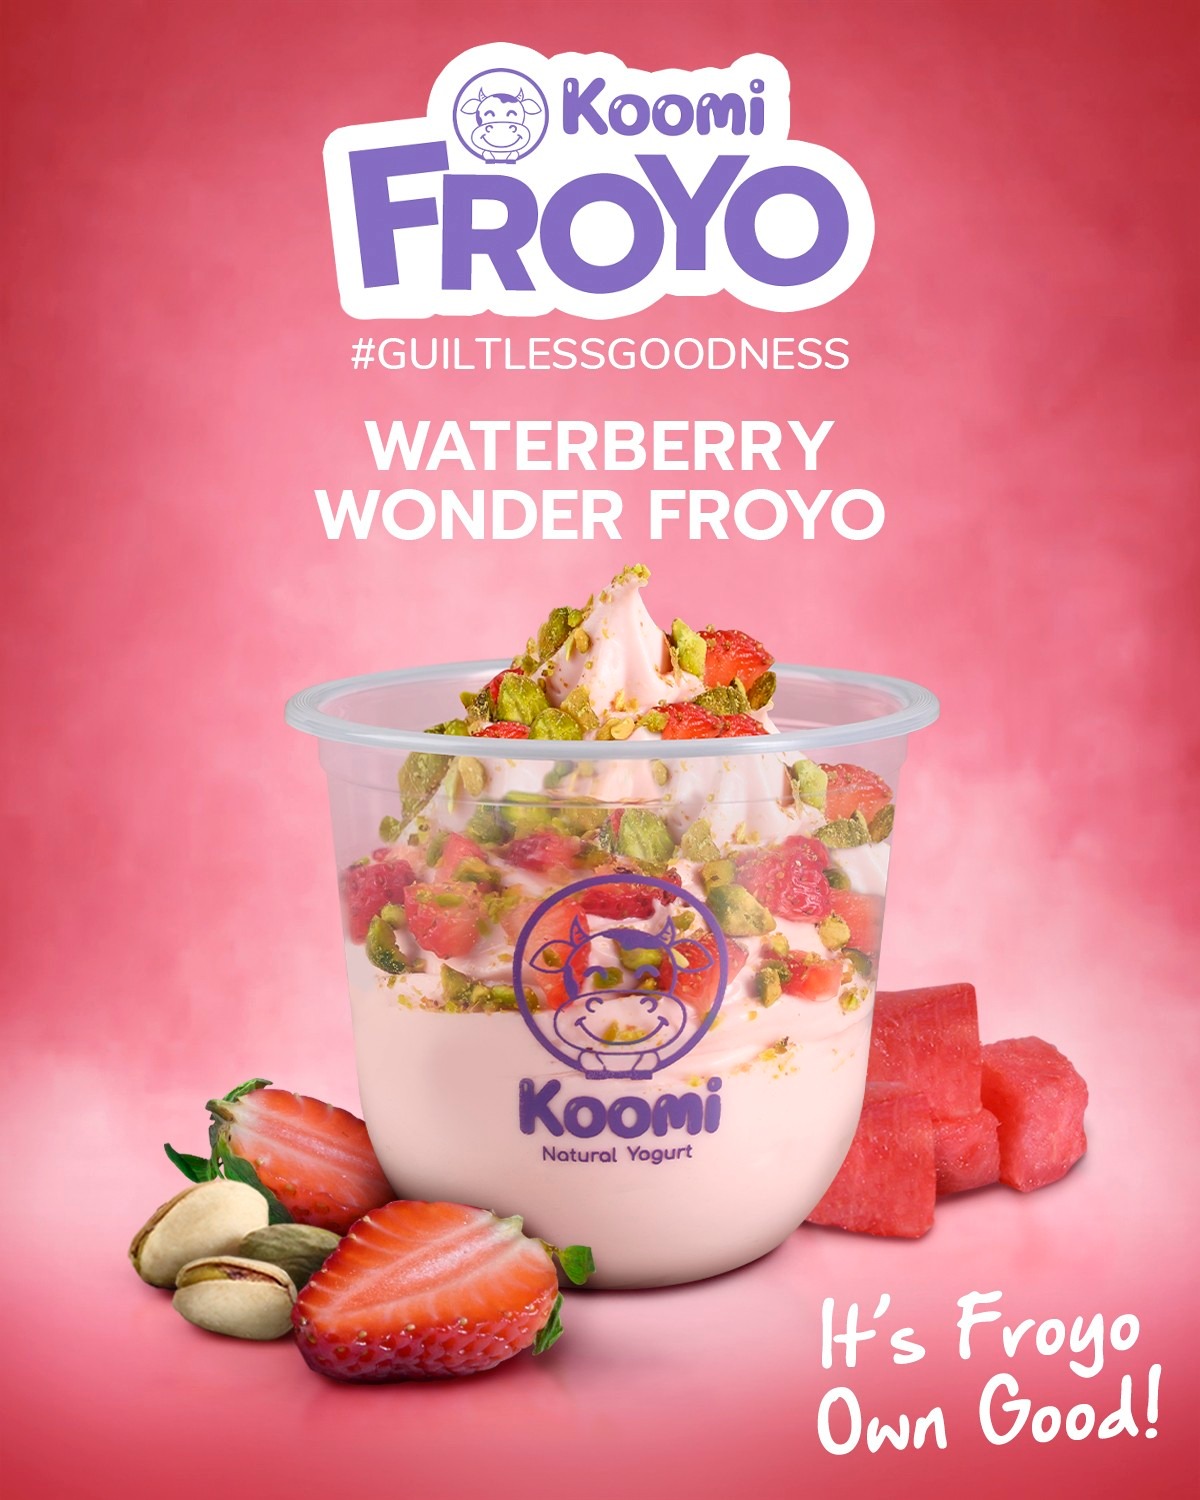 Koomi
FROYO
#GUILTLESSGOODNESS
WATERBERRY
WONDER FROYO
Koomi
Natural Yogurt
It's Froyo
Own Good!